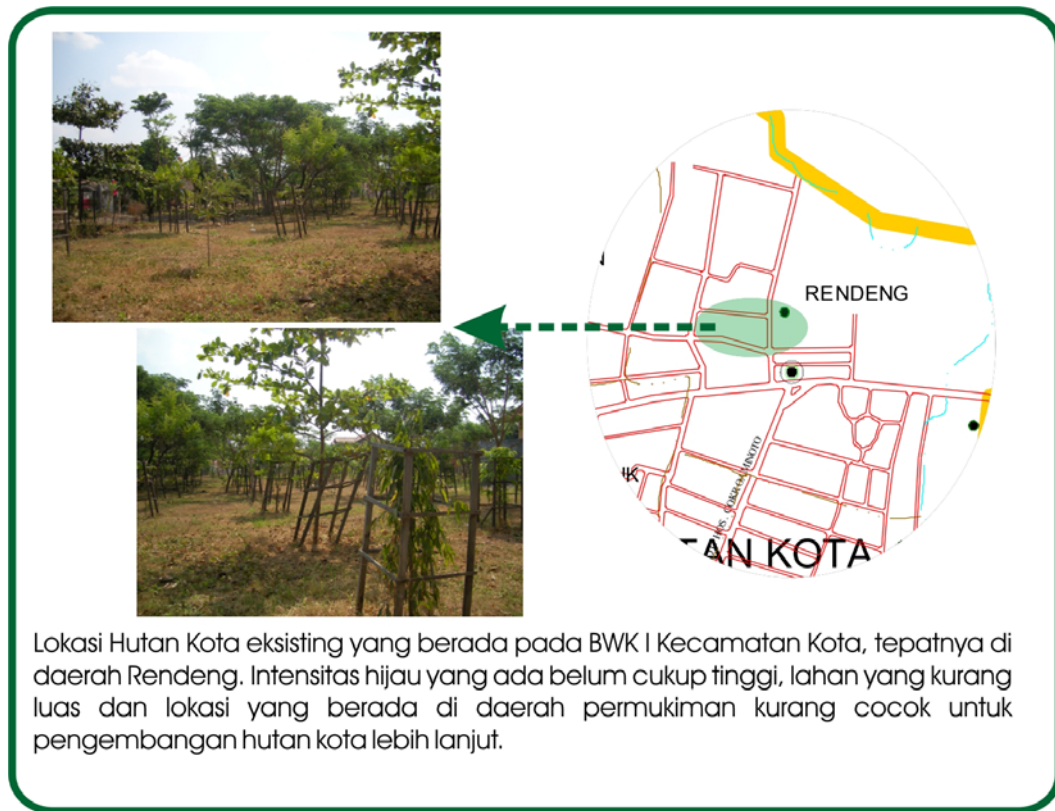 RENDENG
TAN KOTA
Lokasi Hutan Kota eksisting yang berada pada BWK I Kecamatan Kota, tepatnya di
daerah Rendeng. Intensitas hijau yang ada belum cukup tinggi, lahan yang kurang
luas dan lokasi yang berada di daerah permukiman kurang cocok untuk
pengembangan hutan kota lebih lanjut.